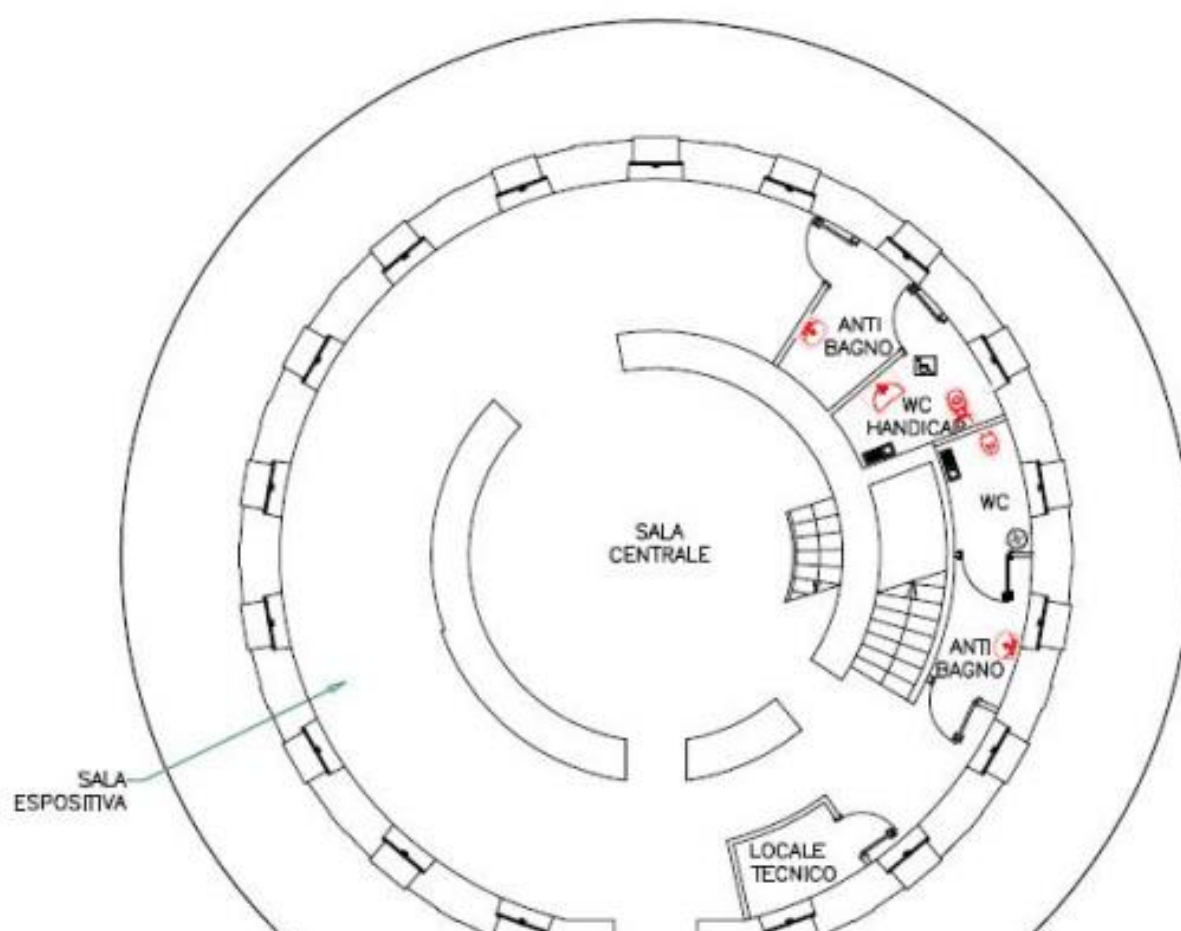 ANTI
BAGNO
WC
HANDICAP
WC
SALA
CENTRALE
ANTI
BAGNO
SALA
ESPOSITIVA
LOCALE
TECNICO